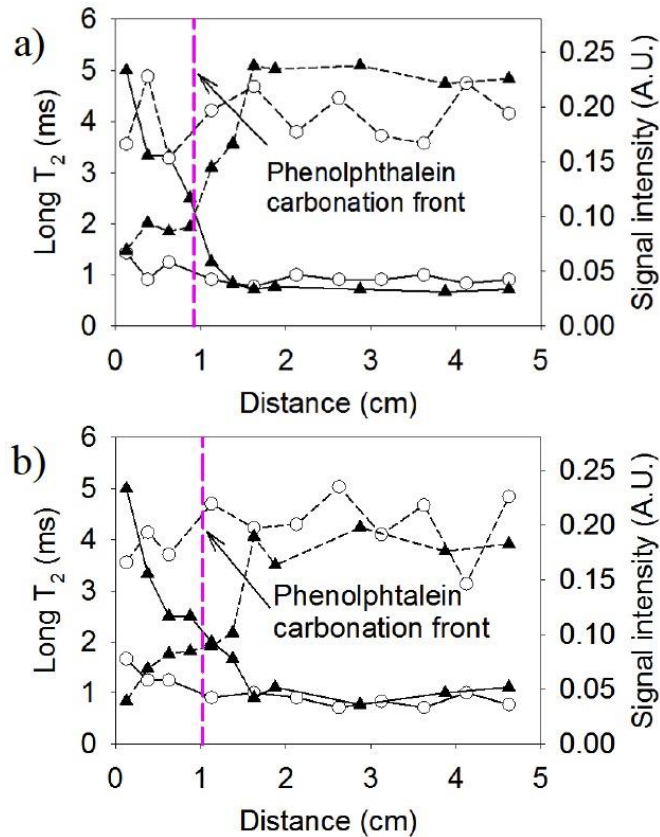 a)
6
5
4
3
2
1
0
Long T2 (ms)
0.25
0.20
0.15
0.10
0.05
0.00
Signal intensity (A.U.)
Phenolphthalein
carbonation front
0 1 2 3 4 5
Distance (cm)
b)
6
5
4
3
2
1
0
Long T2 (ms)
0.25
0.20
0.15
0.10
0.05
0.00
Signal intensity (A.U.)
Phenolphtalein
carbonation front
0 1 2 3 4 5
Distance (cm)